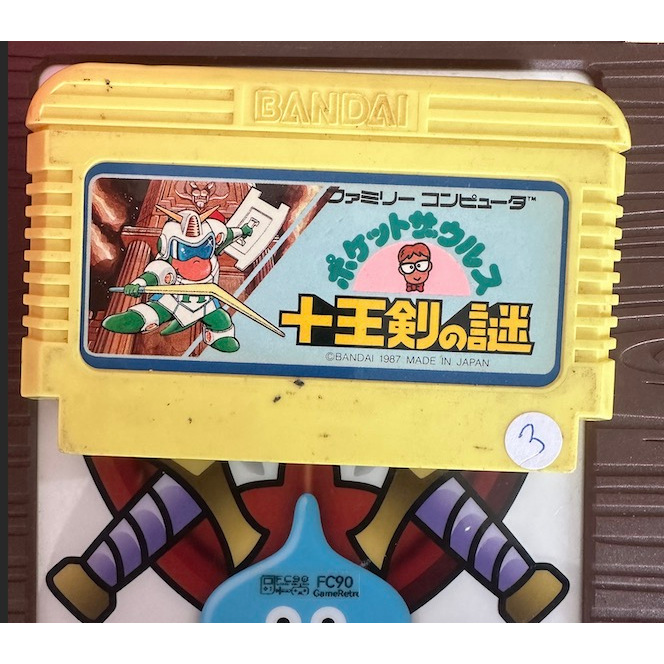 BANDAI
ファミリー コンピュータ™
ポケットザウルス
十王剣の謎
©BANDAI 1987 MADE IN JAPAN
3
FC90 FC90
GameRetro